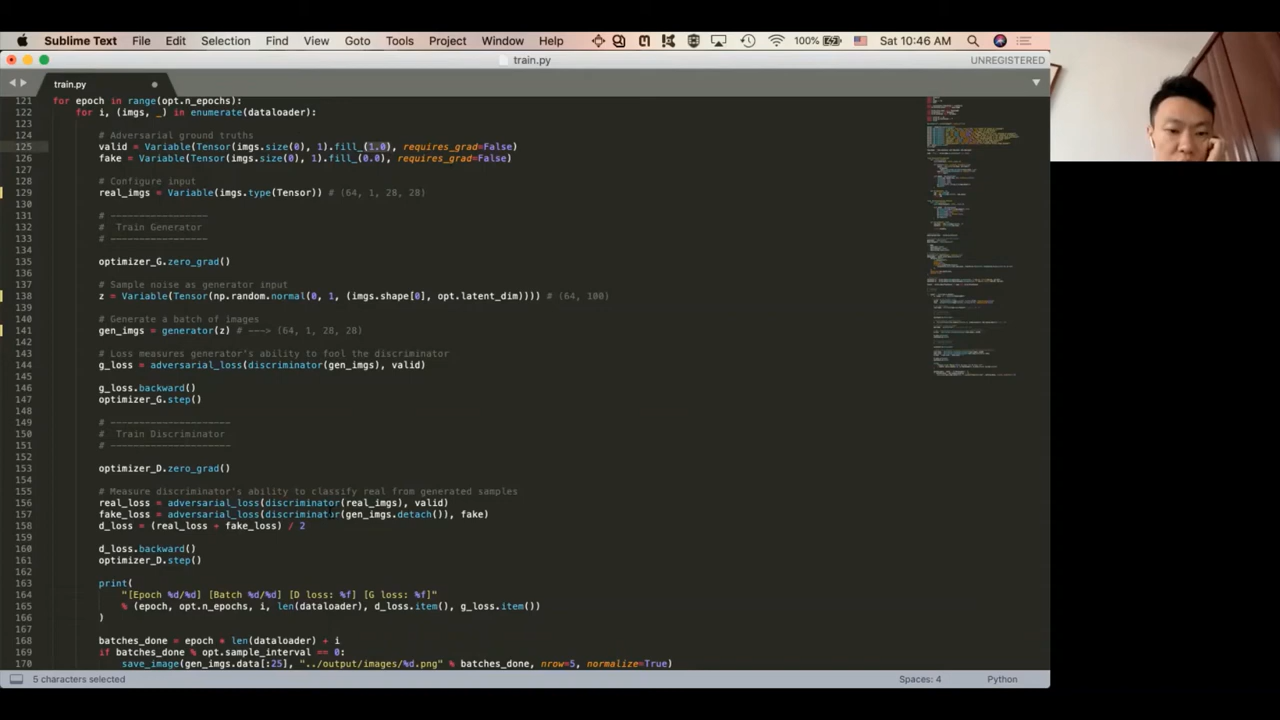 Sublime Text File Edit Selection Find View Goto Tools Project Window Help 100% Sat 10:46 AM
train.py UNREGISTERED
train.py
121 for epoch in range(opt.n_epochs):
122 for i, (imgs, _) in enumerate(dataloader):
123
124 # Adversarial ground truths
125 valid = Variable(Tensor(imgs.size(0), 1).fill_(1.0), requires_grad=False)
126 fake = Variable(Tensor(imgs.size(0), 1).fill_(0.0), requires_grad=False)
127
128 # Configure input
129 real_imgs = Variable(imgs.type(Tensor)) # (64, 1, 28, 28)
130
131 # -----------------
132 # Train Generator
133 # -----------------
134
135 optimizer_G.zero_grad()
136
137 # Sample noise as generator input
138 z = Variable(Tensor(np.random.normal(0, 1, (imgs.shape[0], opt.latent_dim)))) # (64, 100)
139
140 # Generate a batch of images
141 gen_imgs = generator(z) # ---> (64, 1, 28, 28)
142
143 # Loss measures generator's ability to fool the discriminator
144 g_loss = adversarial_loss(discriminator(gen_imgs), valid)
145
146 g_loss.backward()
147 optimizer_G.step()
148
149 # ---------------------
150 # Train Discriminator
151 # ---------------------
152
153 optimizer_D.zero_grad()
154
155 # Measure discriminator's ability to classify real from generated samples
156 real_loss = adversarial_loss(discriminator(real_imgs), valid)
157 fake_loss = adversarial_loss(discriminator(gen_imgs.detach()), fake)
158 d_loss = (real_loss + fake_loss) / 2
159
160 d_loss.backward()
161 optimizer_D.step()
162
163 print(
164 "[Epoch %d/%d] [Batch %d/%d] [D loss: %f] [G loss: %f]"
165 % (epoch, opt.n_epochs, i, len(dataloader), d_loss.item(), g_loss.item())
166 )
167
168 batches_done = epoch * len(dataloader) + i
169 if batches_done % opt.sample_interval == 0:
170 save_image(gen_imgs.data[:25], "../output/images/%d.png" % batches_done, nrow=5, normalize=True)
5 characters selected Spaces: 4 Python